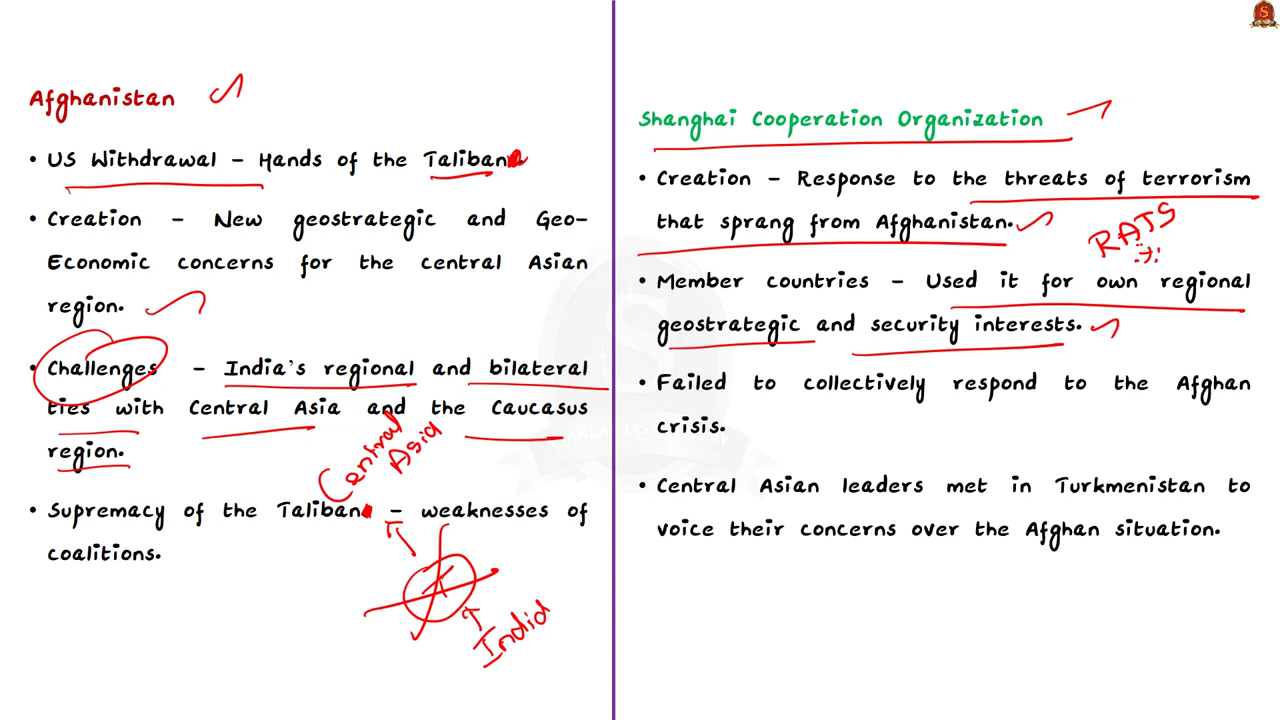 Afghanistan
• US Withdrawal – Hands of the Taliban.
• Creation – New geostrategic and Geo-
Economic concerns for the central Asian
region.
• Challenges – India's regional and bilateral
ties with Central Asia and the Caucasus
region.
• Supremacy of the Taliban – weaknesses of
coalitions.
Central
Asia
A
India
Shanghai Cooperation Organization
• Creation – Response to the threats of terrorism
that sprang from Afghanistan.
RATS
• Member countries – Used it for own regional
geostrategic and security interests.
• Failed to collectively respond to the Afghan
crisis.
• Central Asian leaders met in Turkmenistan to
voice their concerns over the Afghan situation.
S